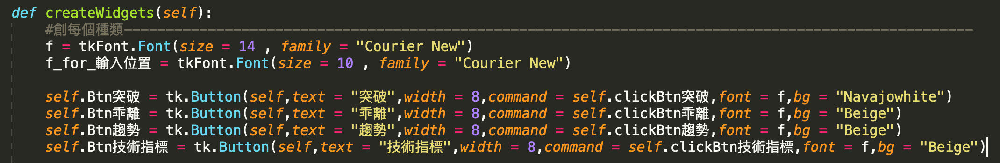 def createWidgets(self):
#創每個種類-----------------------------------------------------------------------------------------------------
f = tkFont.Font(size = 14 , family = "Courier New")
f_for_輸入位置 = tkFont.Font(size = 10 , family = "Courier New")
self.Btn突破 = tk.Button(self,text = "突破",width = 8,command = self.clickBtn突破,font = f,bg = "Navajowhite")
self.Btn乖離 = tk.Button(self,text = "乖離",width = 8,command = self.clickBtn乖離,font = f,bg = "Beige")
self.Btn趨勢 = tk.Button(self,text = "趨勢",width = 8,command = self.clickBtn趨勢,font = f,bg = "Beige")
self.Btn技術指標 = tk.Button(self,text = "技術指標",width = 8,command = self.clickBtn技術指標,font = f,bg = "Beige")